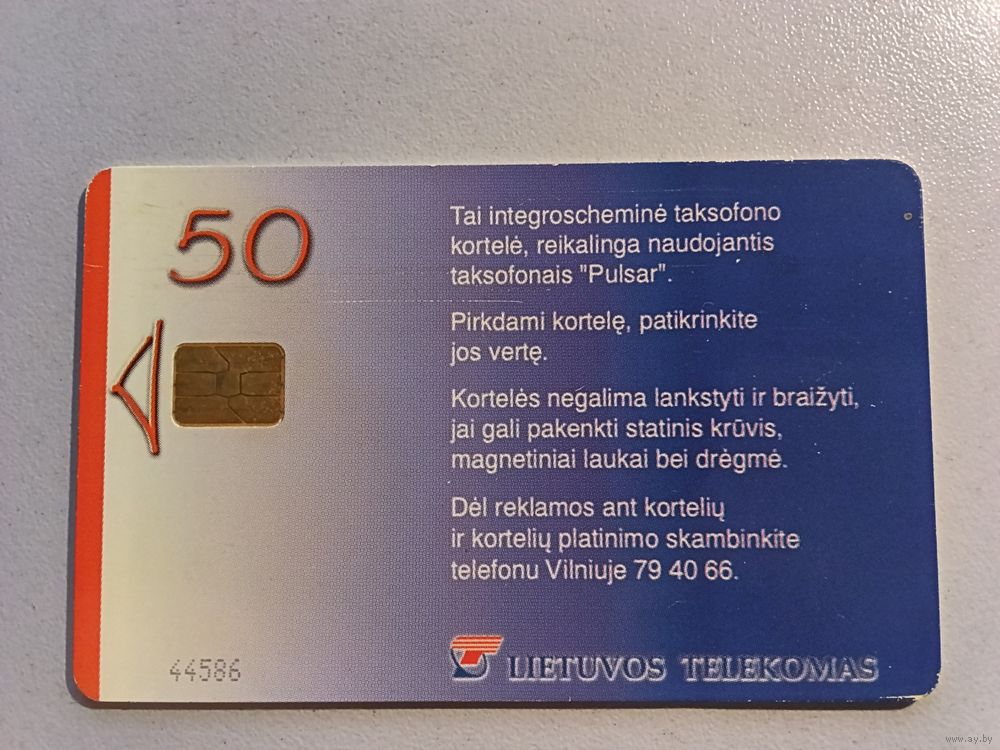 50
Tai integroscheminė taksofono
kortelė, reikalinga naudojantis
taksofonais "Pulsar".
Pirkdami kortelę, patikrinkite
jos vertę.
Kortelės negalima lankstyti ir braižyti,
jai gali pakenkti statinis krūvis,
magnetiniai laukai bei drėgmė.
Dėl reklamos ant kortelių
ir kortelių platinimo skambinkite
telefonu Vilniuje 79 40 66.
44586
LIETUVOS TELEKOMAS
www.ay.by